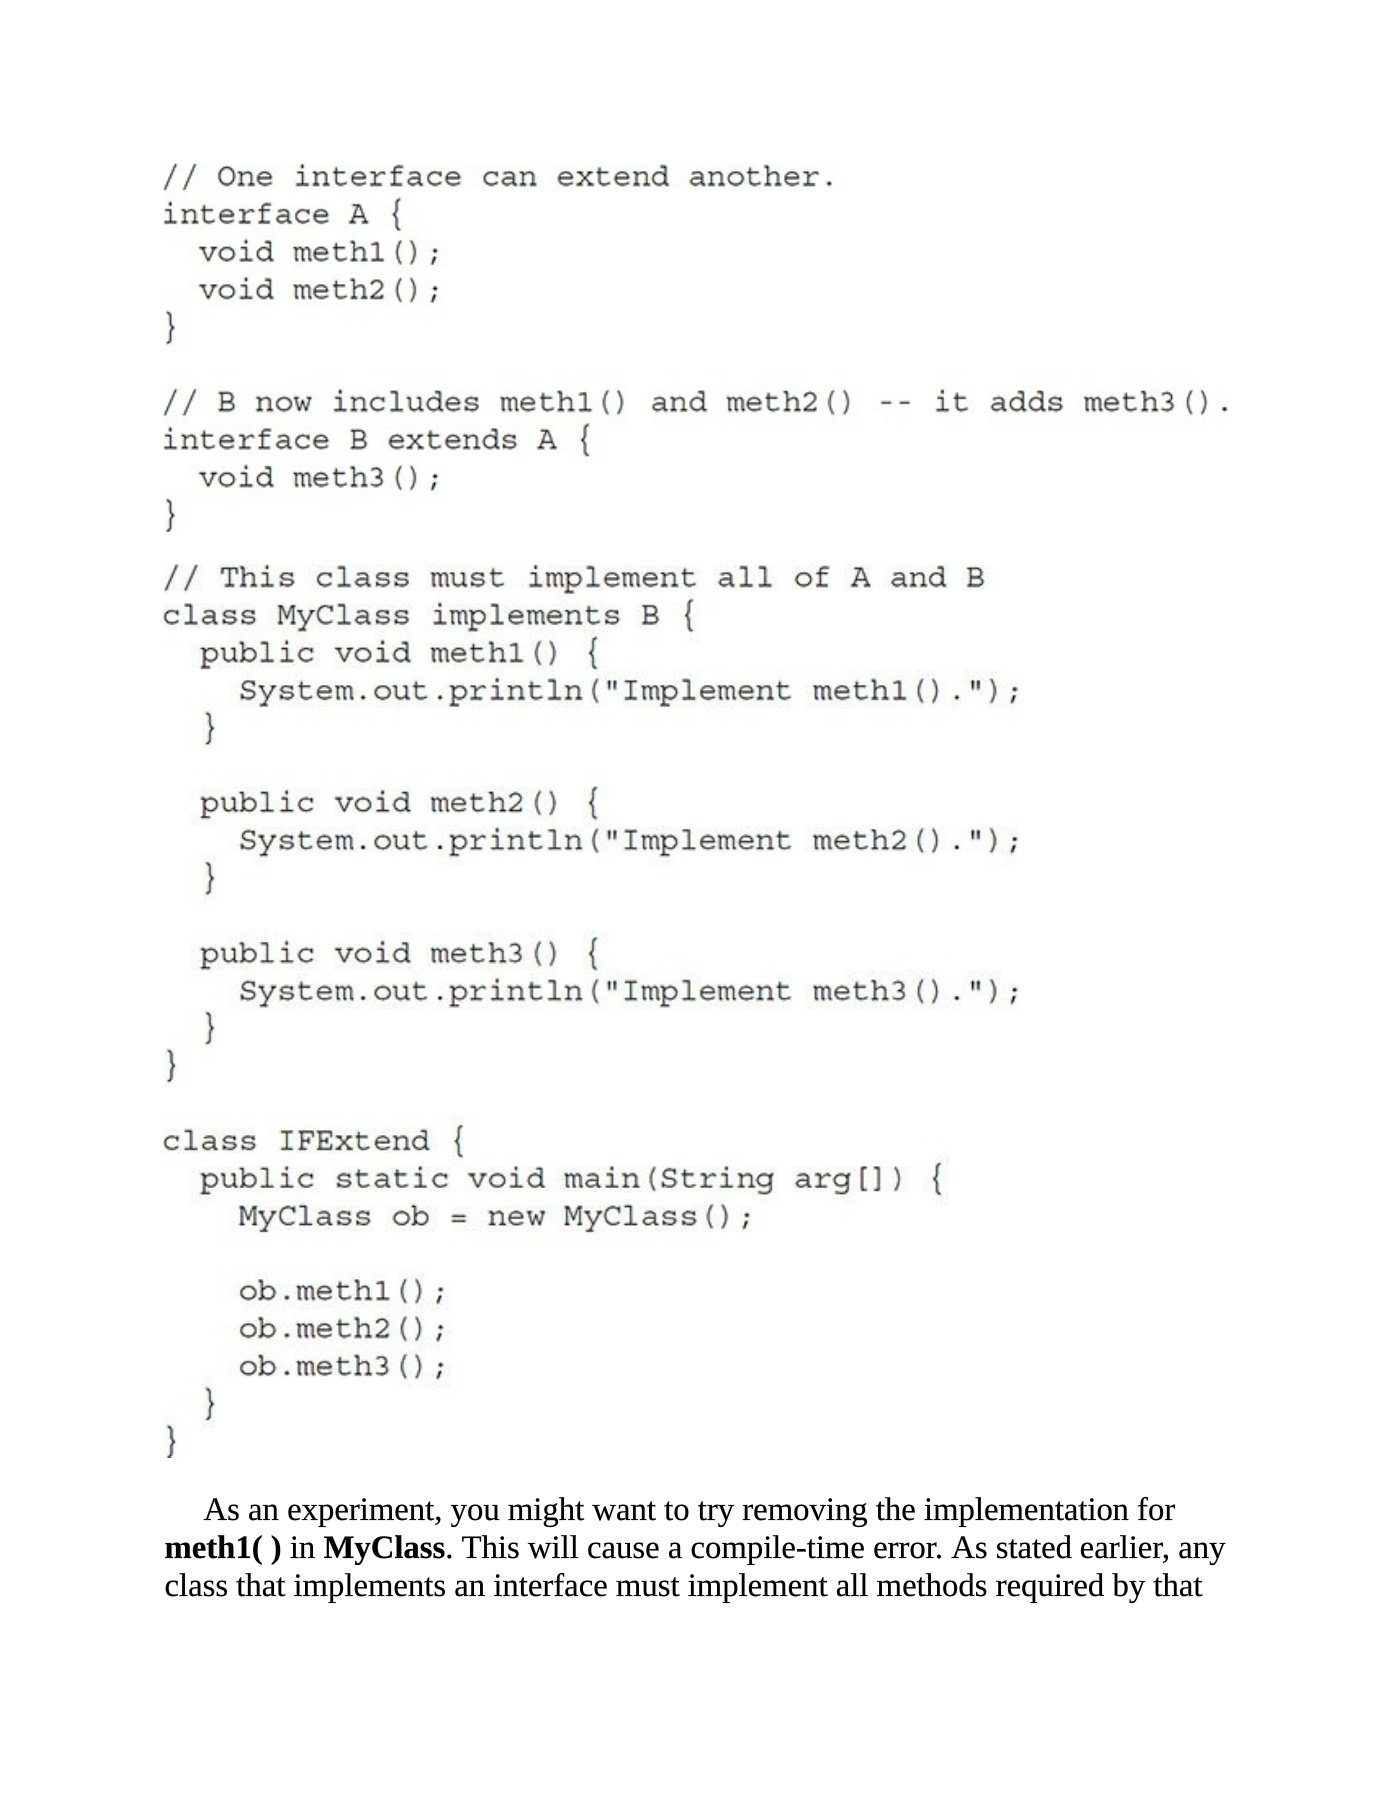 // One interface can extend another.
interface A {
  void meth1();
  void meth2();
}

// B now includes meth1() and meth2() -- it adds meth3().
interface B extends A {
  void meth3();
}

// This class must implement all of A and B
class MyClass implements B {
  public void meth1() {
    System.out.println("Implement meth1().");
  }

  public void meth2() {
    System.out.println("Implement meth2().");
  }

  public void meth3() {
    System.out.println("Implement meth3().");
  }
}

class IFExtend {
  public static void main(String arg[]) {
    MyClass ob = new MyClass();

    ob.meth1();
    ob.meth2();
    ob.meth3();
  }
}

As an experiment, you might want to try removing the implementation for
meth1( ) in MyClass. This will cause a compile-time error. As stated earlier, any
class that implements an interface must implement all methods required by that